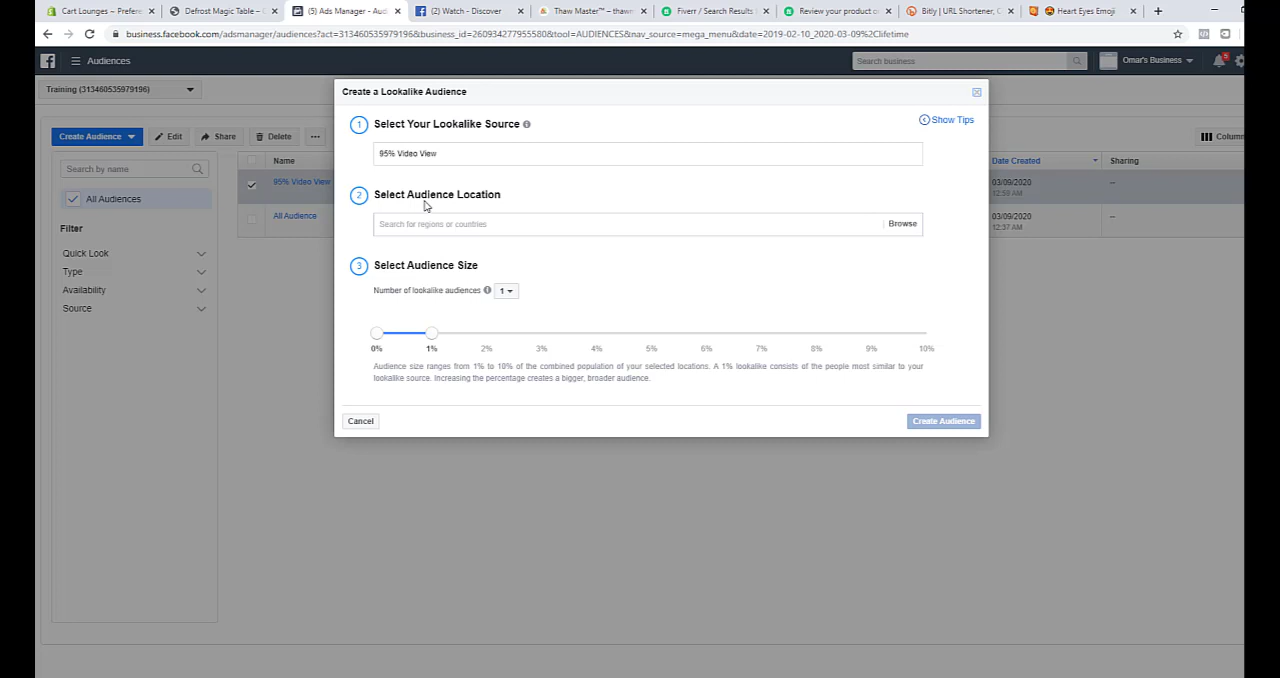 Cart Lounges ~ Prefere
Defrost Magic Table –
(5) Ads Manager - Aud
(2) Watch - Discover
Thaw Master™ – thawn
Fiverr / Search Results
Review your product o
Bitly | URL Shortener, C
Heart Eyes Emoji
business.facebook.com/adsmanager/audiences?act=313460535979196&business_id=260934277955580&tool=AUDIENCES&nav_source=mega_menu&date=2019-02-10_2020-03-09%2Clifetime
Audiences
Search business
Omar's Business
Training (313460535979196)
Create Audience
Edit
Share
Delete
...
Column
Search by name
All Audiences
Filter
Quick Look
Type
Availability
Source
Name
Date Created
Sharing
95% Video View
03/09/2020
12:59 AM
--
All Audience
03/09/2020
12:37 AM
--
Create a Lookalike Audience
1 Select Your Lookalike Source
Show Tips
95% Video View
2 Select Audience Location
Search for regions or countries
Browse
3 Select Audience Size
Number of lookalike audiences
1
0% 1% 2% 3% 4% 5% 6% 7% 8% 9% 10%
Audience size ranges from 1% to 10% of the combined population of your selected locations. A 1% lookalike consists of the people most similar to your
lookalike source. Increasing the percentage creates a bigger, broader audience.
Cancel
Create Audience